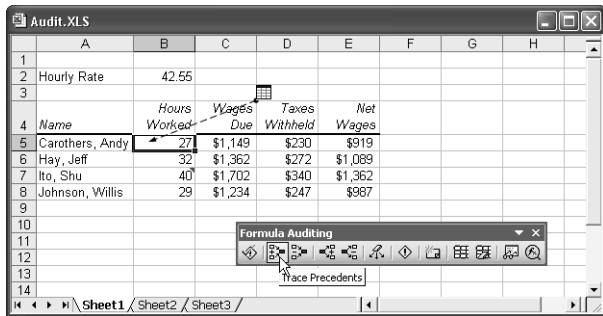 Audit.XLS
A B C D E F G H
1
2 Hourly Rate 42.55
3
Hours Wages Taxes Net
4 Name Worked Due Withheld Wages
5 Carothers, Andy 27 $1,149 $230 $919
6 Hay, Jeff 32 $1,362 $272 $1,089
7 Ito, Shu 40 $1,702 $340 $1,362
8 Johnson, Willis 29 $1,234 $247 $987
9
10
Formula Auditing
11
12
13
Trace Precedents
14
Sheet1 Sheet2 Sheet3